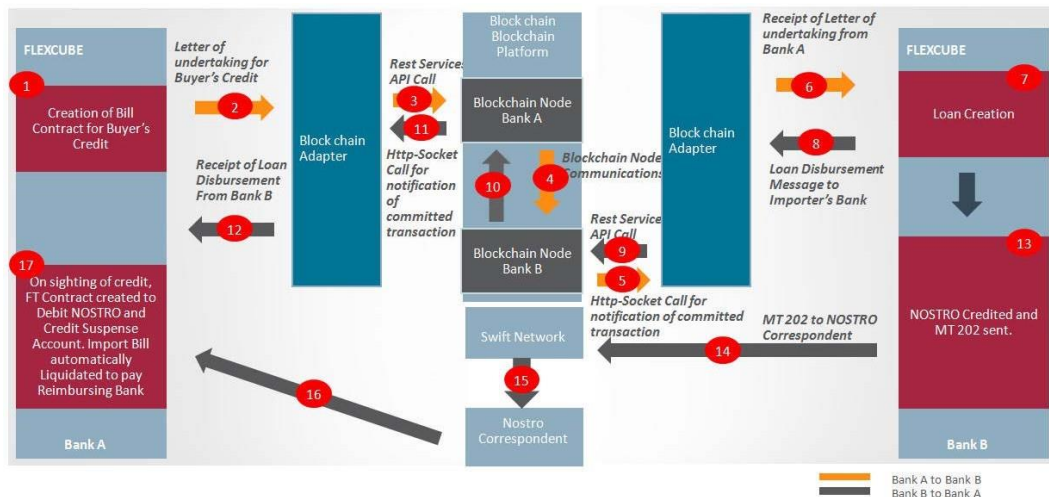 FLEXCUBE
1
Creation of Bill
Contract for Buyer's
Credit
17
On sighting of credit,
FT Contract created to
Debit NOSTRO and
Credit Suspense
Account. Import Bill
automatically
Liquidated to pay
Reimbursing Bank
Bank A
Letter of
undertaking for
Buyer's Credit
2
Receipt of Loan
Disbursement
From Bank B
12
16
Block chain
Adapter
Rest Services
API Call
3
11
Http-Socket
Call for
notification
of
committed
transaction
Block chain
Blockchain
Platform
Blockchain Node
Bank A
10
4
Blockchain Node
Communications
Blockchain Node
Bank B
Rest Services
API Call
9
5
Http-Socket Call for
notification of committed
transaction
Swift Network
15
Nostro
Correspondent
Block chain
Adapter
Receipt of Letter of
undertaking from
Bank A
6
8
Loan Disbursement
Message to
Importer's Bank
MT 202 to NOSTRO
Correspondent
14
FLEXCUBE
7
Loan Creation
13
NOSTRO Credited and
MT 202 sent.
Bank B
Bank A to Bank B
Bank B to Bank A